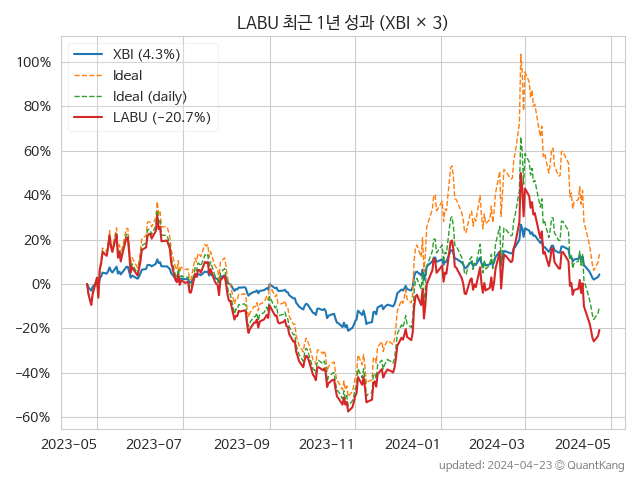 LABU 최근 1년 성과 (XBI × 3)
XBI (4.3%)
Ideal
Ideal (daily)
LABU (−20.7%)
100%
80%
60%
40%
20%
0%
−20%
−40%
−60%
2023-05 2023-07 2023-09 2023-11 2024-01 2024-03 2024-05
updated: 2024-04-23 ⓒ QuantKang